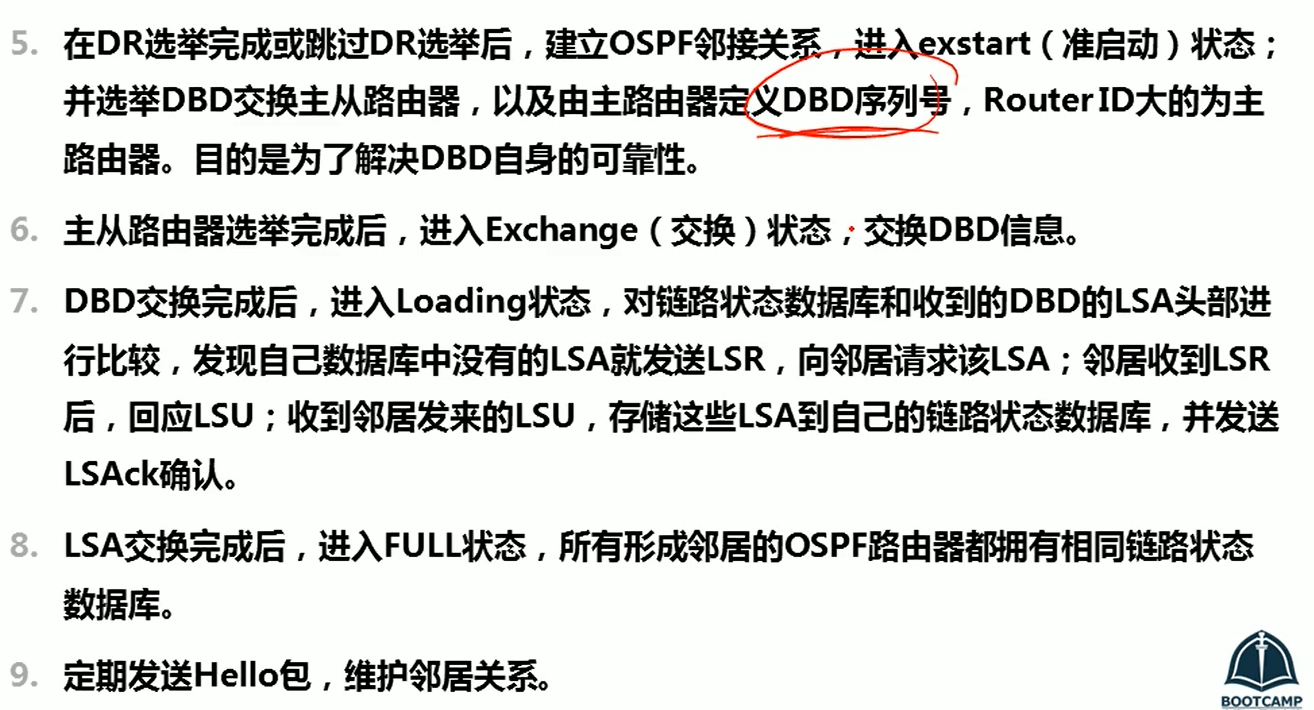 5. 在DR选举完成或跳过DR选举后，建立OSPF邻接关系，进入exstart（准启动）状态；
并选举DBD交换主从路由器，以及由主路由器定义DBD序列号，Router ID大的为主
路由器。目的是为了解决DBD自身的可靠性。
6. 主从路由器选举完成后，进入Exchange（交换）状态，交换DBD信息。
7. DBD交换完成后，进入Loading状态，对链路状态数据库和收到的DBD的LSA头部进
行比较，发现自己数据库中没有的LSA就发送LSR，向邻居请求该LSA；邻居收到LSR
后，回应LSU；收到邻居发来的LSU，存储这些LSA到自己的链路状态数据库，并发送
LSAck确认。
8. LSA交换完成后，进入FULL状态，所有形成邻居的OSPF路由器都拥有相同链路状态
数据库。
9. 定期发送Hello包，维护邻居关系。
BOOTCAMP